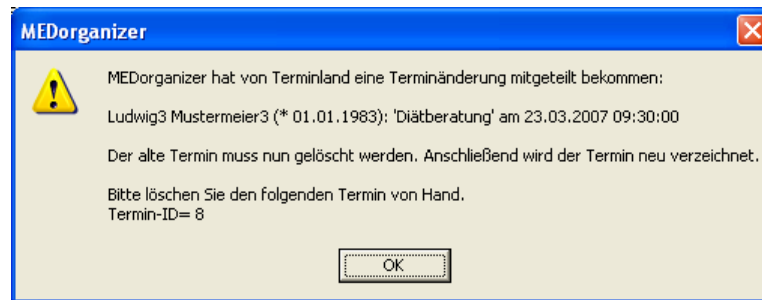 MEDorganizer
MEDorganizer hat von Terminland eine Terminänderung mitgeteilt bekommen:
Ludwig3 Mustermeier3 (* 01.01.1983): 'Diätberatung' am 23.03.2007 09:30:00
Der alte Termin muss nun gelöscht werden. Anschließend wird der Termin neu verzeichnet.
Bitte löschen Sie den folgenden Termin von Hand.
Termin-ID= 8
OK